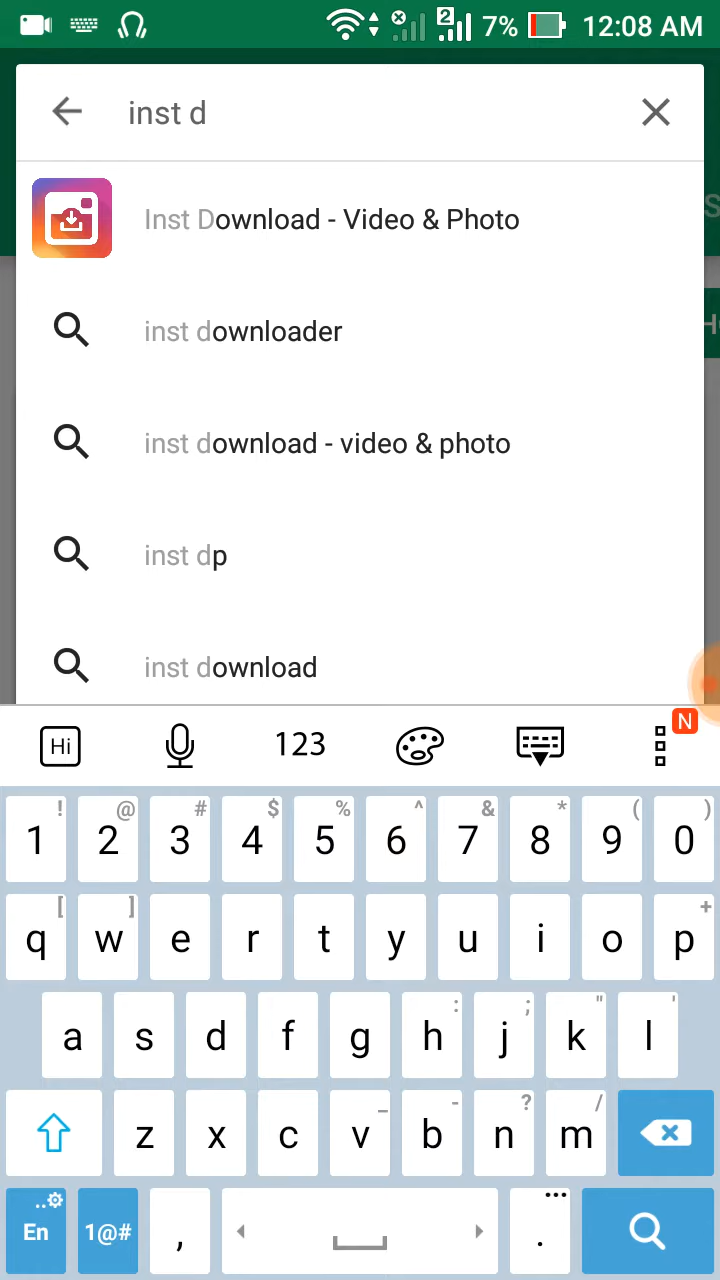 2 7% 12:08 AM
inst d
S
Inst Download - Video & Photo
inst downloader
inst download - video & photo
inst dp
inst download
Hi 123 N
! @ # $ % ^ & * ( )
1 2 3 4 5 6 7 8 9 0
[ ] +
q w e r t y u i o p
: ; " '
a s d f g h j k l
_ - ? /
z x c v b n m
En 1@# , .